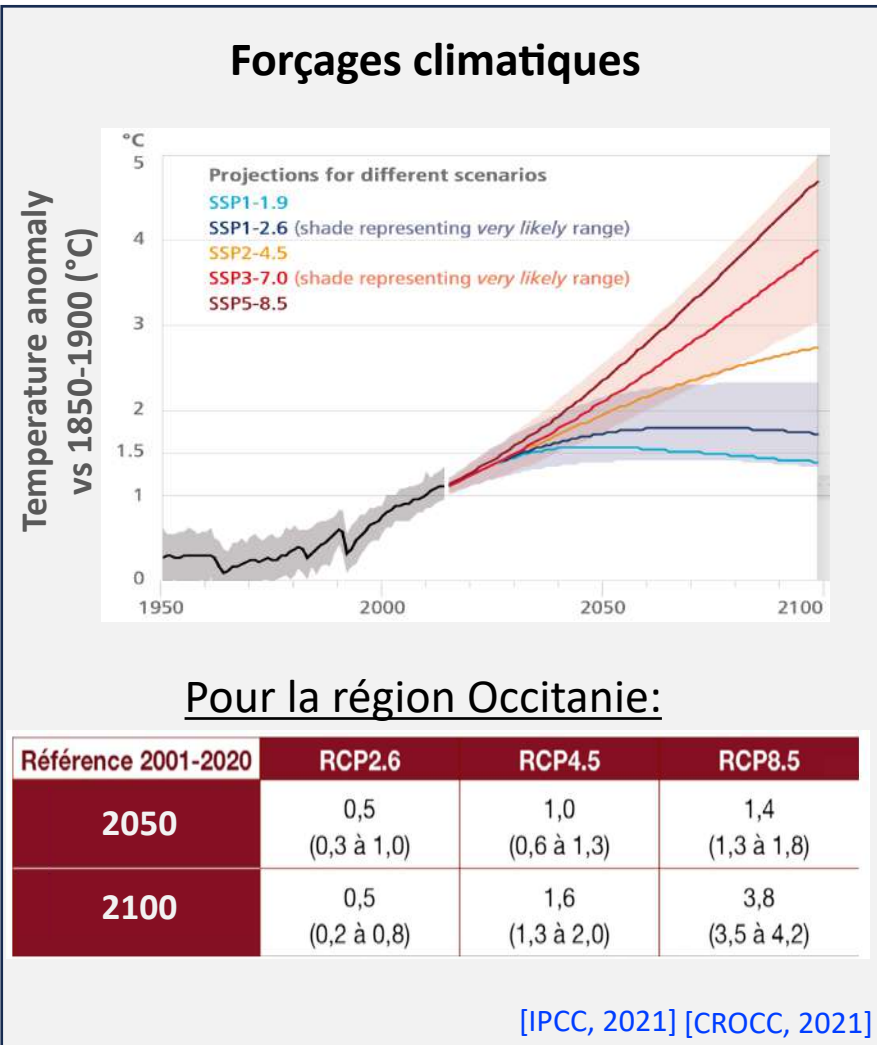 Forçages climatiques
Temperature anomaly
vs 1850-1900 (°C)
°C
5
4
3
2
1.5
1
0
Projections for different scenarios
SSP1-1.9
SSP1-2.6 (shade representing very likely range)
SSP2-4.5
SSP3-7.0 (shade representing very likely range)
SSP5-8.5
1950 2000 2050 2100
Pour la région Occitanie:
Référence 2001-2020 RCP2.6 RCP4.5 RCP8.5
2050 0,5 1,0 1,4
(0,3 à 1,0) (0,6 à 1,3) (1,3 à 1,8)
2100 0,5 1,6 3,8
(0,2 à 0,8) (1,3 à 2,0) (3,5 à 4,2)
[IPCC, 2021] [CROCC, 2021]